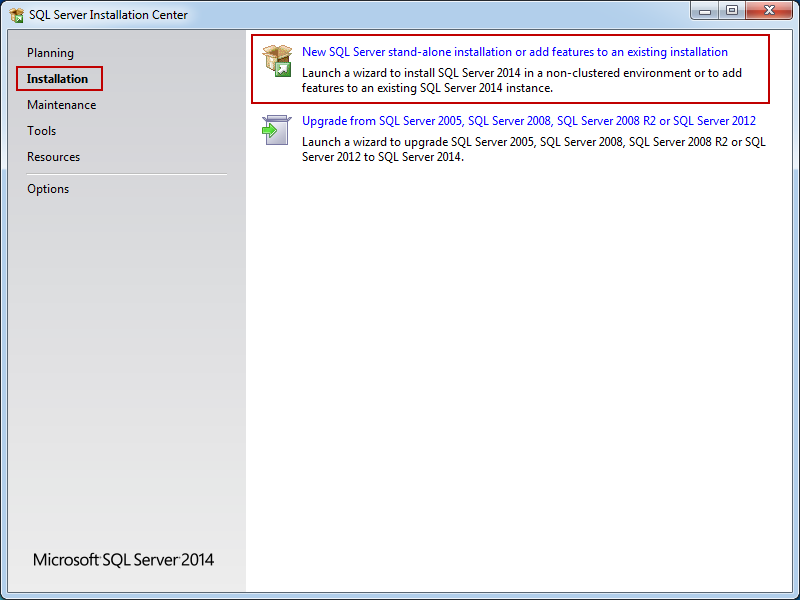 SQL Server Installation Center
Planning
Installation
Maintenance
Tools
Resources
Options
New SQL Server stand-alone installation or add features to an existing installation
Launch a wizard to install SQL Server 2014 in a non-clustered environment or to add
features to an existing SQL Server 2014 instance.
Upgrade from SQL Server 2005, SQL Server 2008, SQL Server 2008 R2 or SQL Server 2012
Launch a wizard to upgrade SQL Server 2005, SQL Server 2008, SQL Server 2008 R2 or SQL
Server 2012 to SQL Server 2014.
Microsoft SQL Server 2014